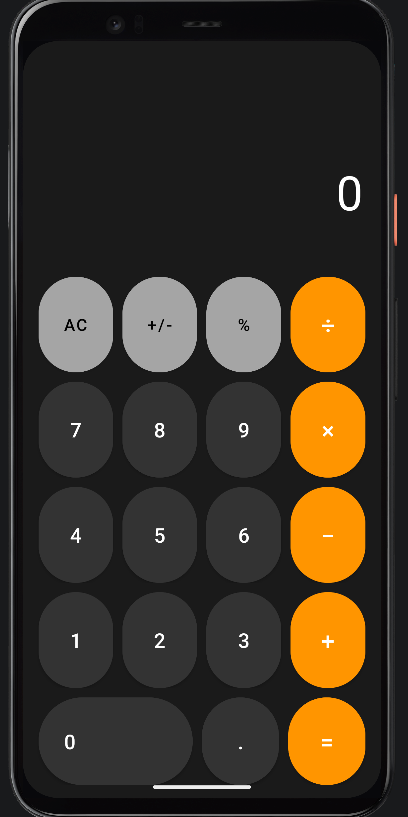 0
AC +/- % ÷
7 8 9 ×
4 5 6 −
1 2 3 +
0 . =